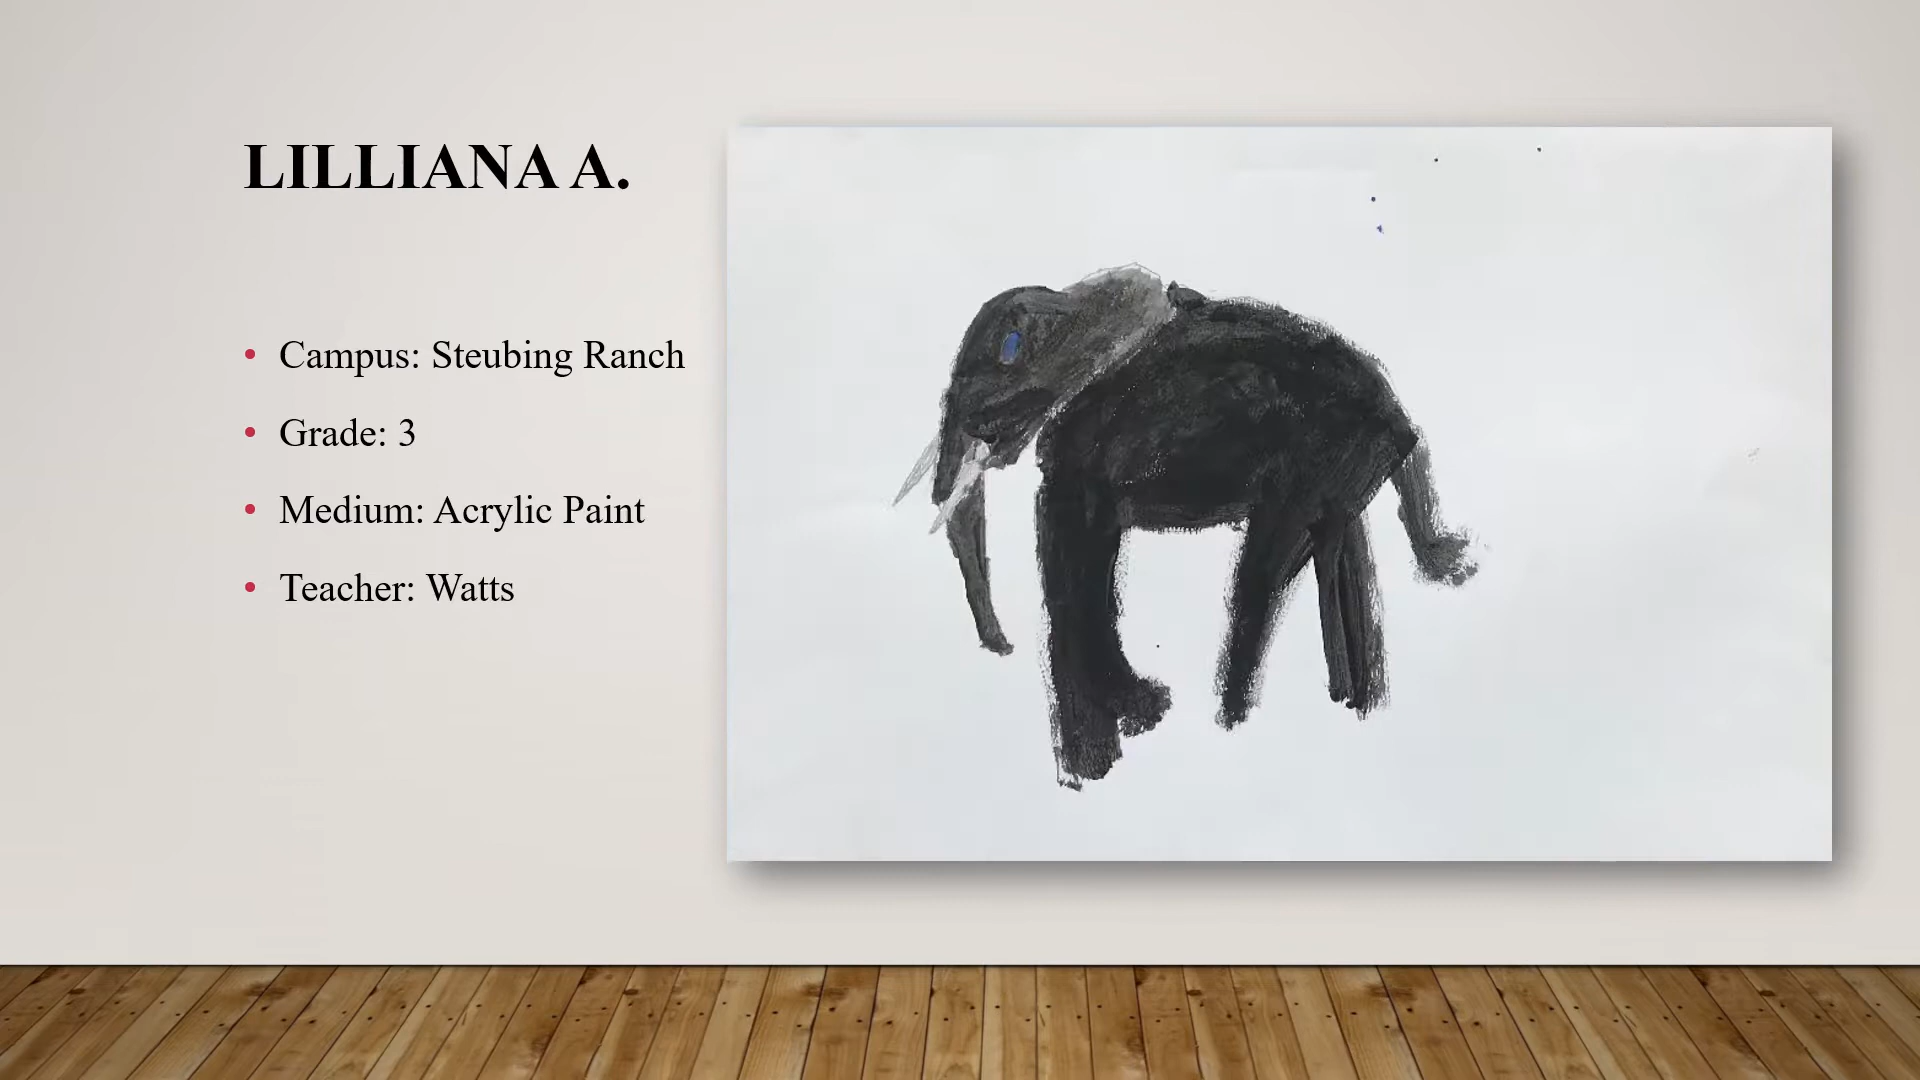 LILLIANA A.
• Campus: Steubing Ranch
• Grade: 3
• Medium: Acrylic Paint
• Teacher: Watts